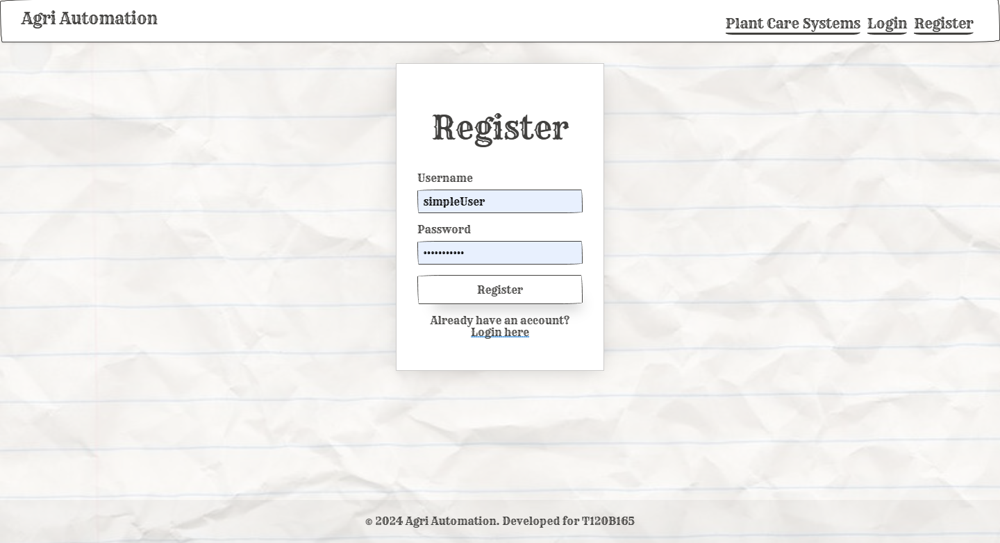 Agri Automation
Plant Care Systems Login Register
Register
Username
simpleUser
Password
•••••••••••
Register
Already have an account?
Login here
© 2024 Agri Automation. Developed for T120B165